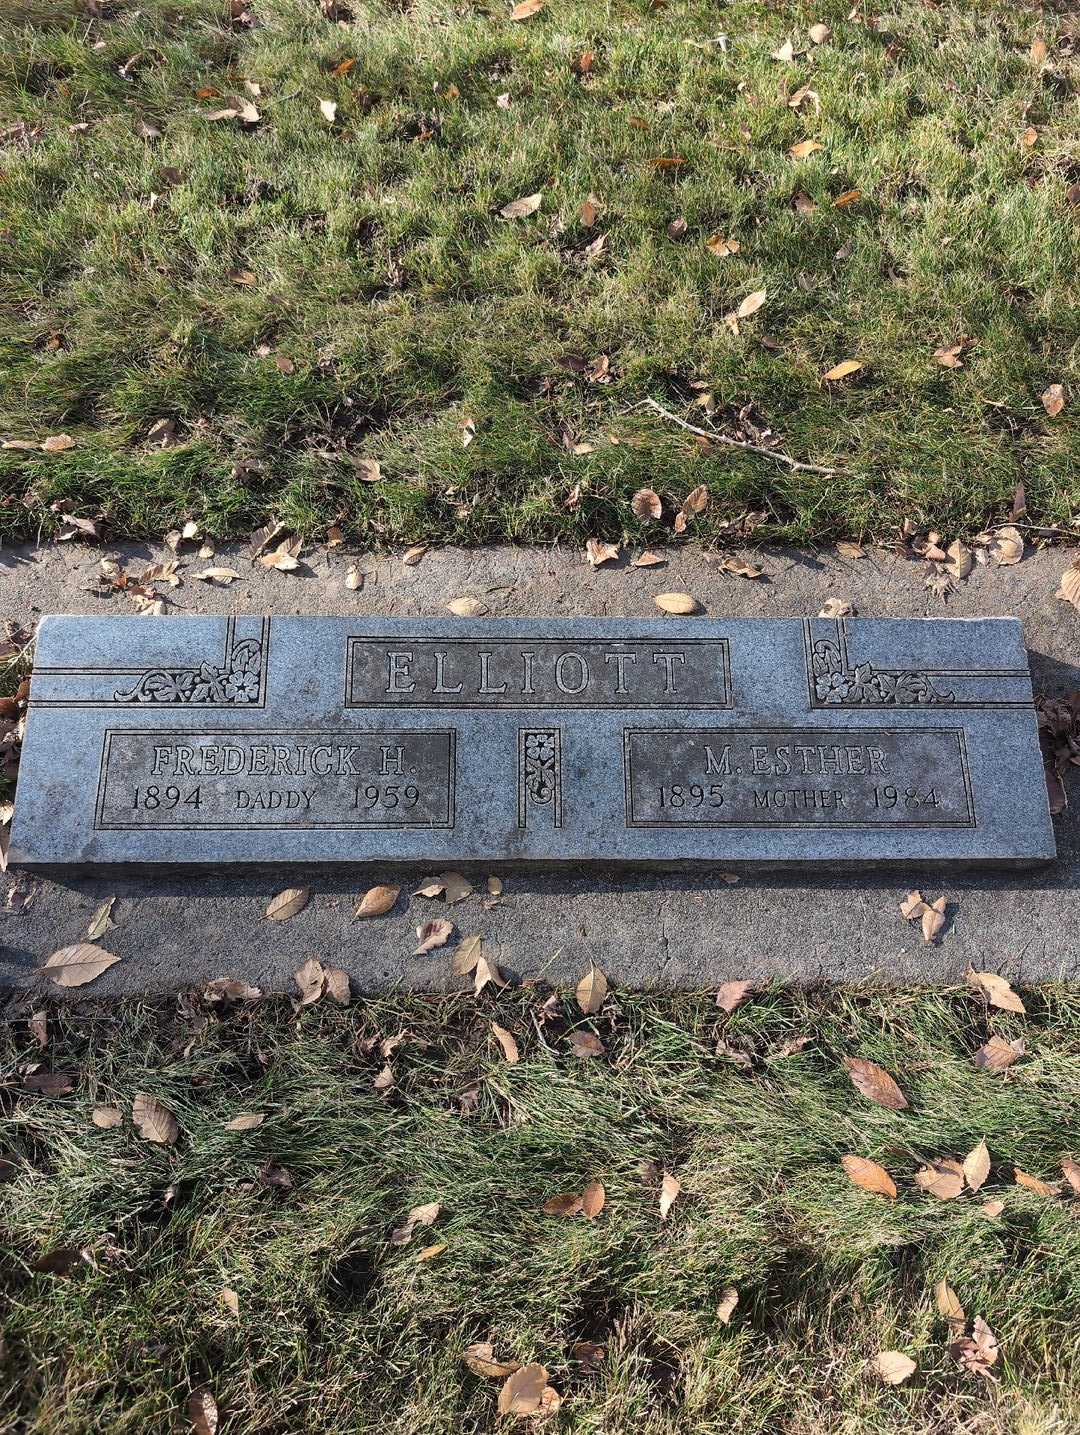 ELLIOTT
FREDERICK H.
1894 DADDY 1959
M. ESTHER
1895 MOTHER 1984